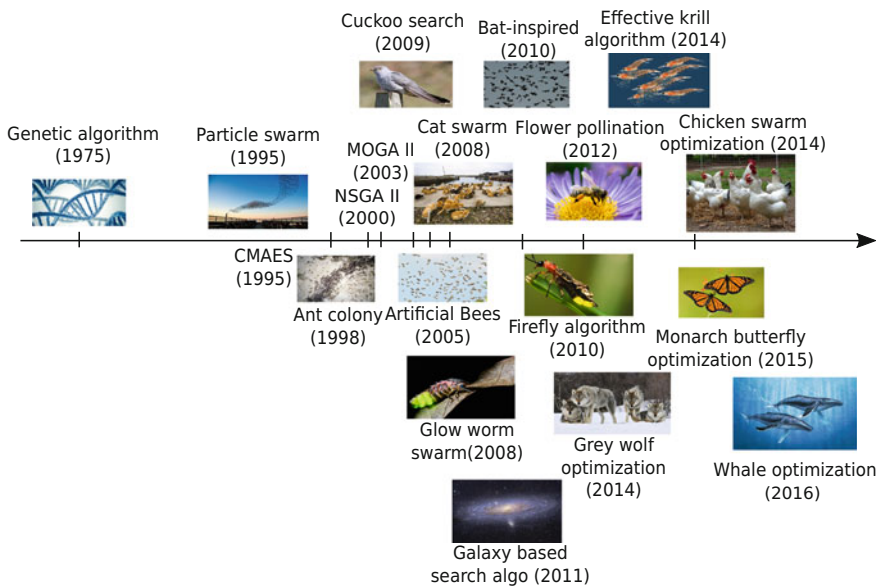 Cuckoo search
(2009)
Bat-inspired
(2010)
Effective krill
algorithm (2014)
Genetic algorithm
(1975)
Particle swarm
(1995)
MOGA II
(2003)
NSGA II
(2000)
Cat swarm
(2008)
Flower pollination
(2012)
Chicken swarm
optimization (2014)
CMAES
(1995)
Ant colony
(1998)
Artificial Bees
(2005)
Firefly algorithm
(2010)
Monarch butterfly
optimization (2015)
Glow worm
swarm(2008)
Grey wolf
optimization
(2014)
Whale optimization
(2016)
Galaxy based
search algo (2011)